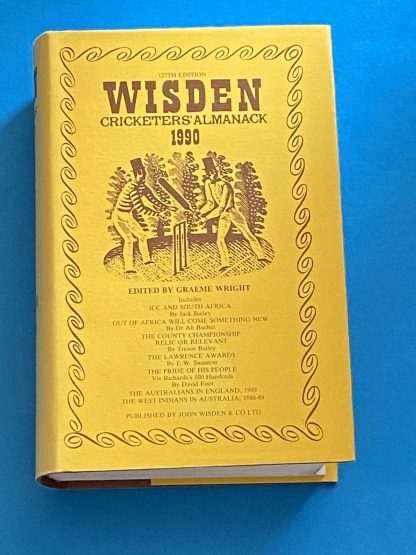 127TH EDITION
WISDEN
CRICKETERS' ALMANACK
1990
EDITED BY GRAEME WRIGHT
Includes
ICC AND SOUTH AFRICA
By Jack Bailey
OUT OF AFRICA WILL COME SOMETHING NEW
By Dr Ali Bacher
THE COUNTY CHAMPIONSHIP
RELIC OR RELEVANT
By Trevor Bailey
THE LAWRENCE AWARDS
By E.W. Swanton
THE PRIDE OF HIS PEOPLE
Viv Richards's 100 Hundreds
By David Foot
THE AUSTRALIANS IN ENGLAND, 1989
THE WEST INDIANS IN AUSTRALIA, 1988-89
PUBLISHED BY JOHN WISDEN & CO LTD